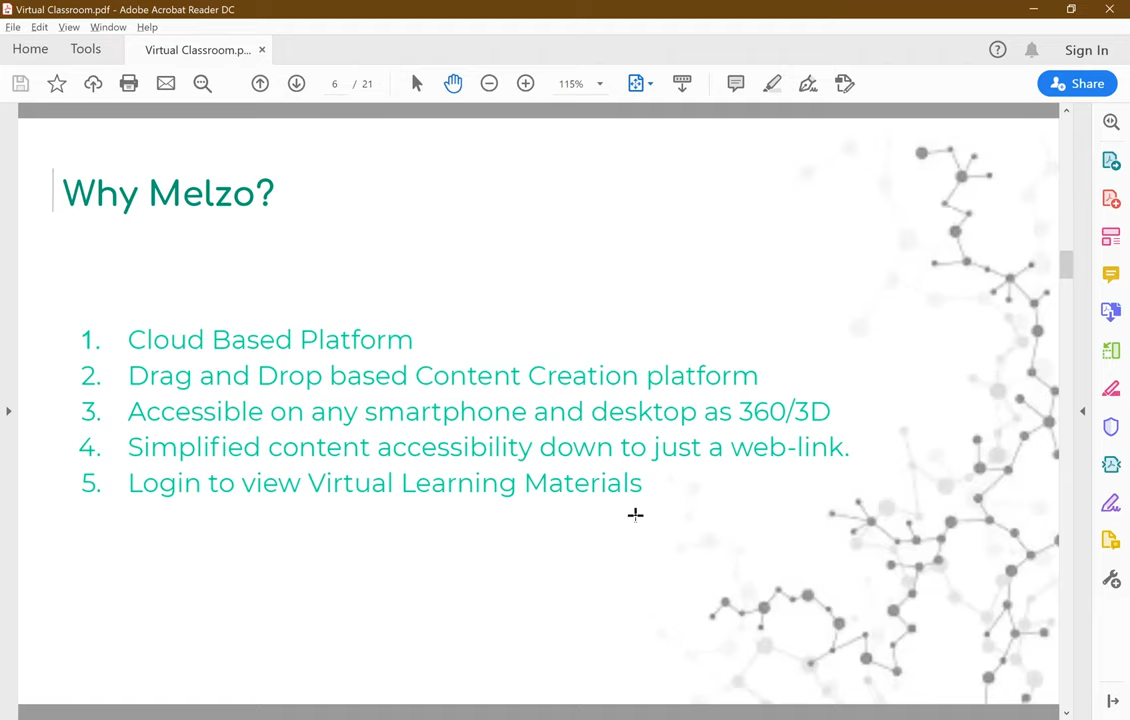 Virtual Classroom.pdf - Adobe Acrobat Reader DC
File Edit View Window Help
Home Tools Virtual Classroom.p... × Sign In
6 / 21 115% Share
Why Melzo?
1. Cloud Based Platform
2. Drag and Drop based Content Creation platform
3. Accessible on any smartphone and desktop as 360/3D
4. Simplified content accessibility down to just a web-link.
5. Login to view Virtual Learning Materials